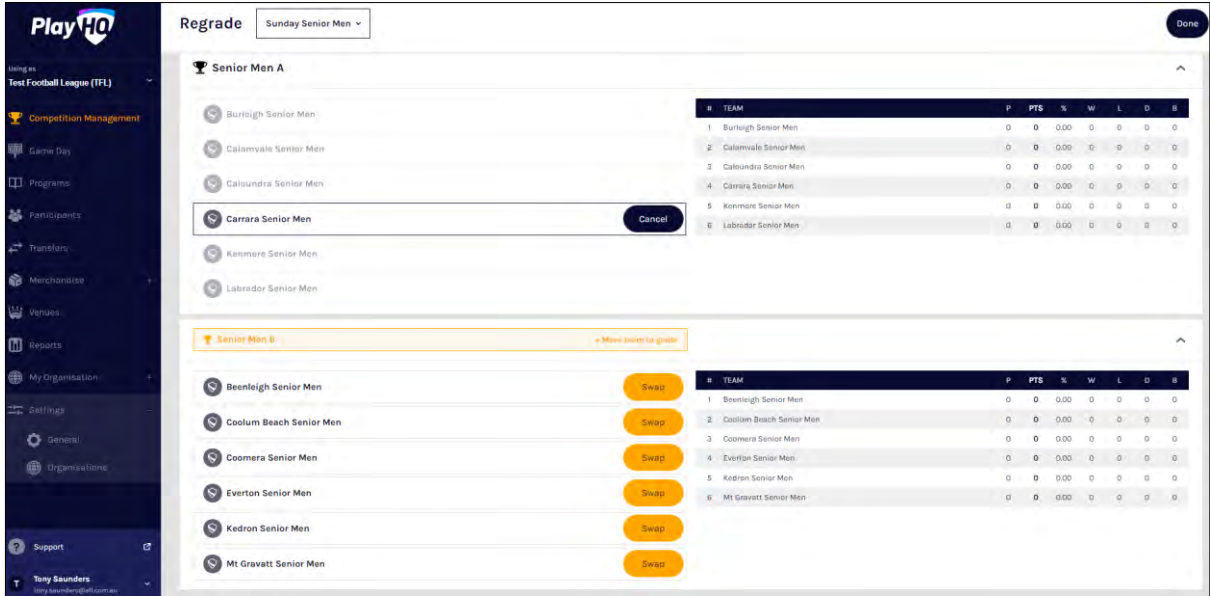 PlayHQ
Using as
Test Football League (TFL)
Competition Management
Game Day
Programs
Participants
Transfers
Merchandise +
Venues
Reports
My Organisation +
Settings −
General
Organisations
? Support
T Tony Saunders
tony.saunders@afl.com.au
Regrade Sunday Senior Men Done
Senior Men A
Burleigh Senior Men
Calamvale Senior Men
Caloundra Senior Men
Carrara Senior Men Cancel
Kenmore Senior Men
Labrador Senior Men
# TEAM P PTS % W L D B
1 Burleigh Senior Men 0 0 0.00 0 0 0 0
2 Calamvale Senior Men 0 0 0.00 0 0 0 0
3 Caloundra Senior Men 0 0 0.00 0 0 0 0
4 Carrara Senior Men 0 0 0.00 0 0 0 0
5 Kenmore Senior Men 0 0 0.00 0 0 0 0
6 Labrador Senior Men 0 0 0.00 0 0 0 0
Senior Men B + Move team to grade
Beenleigh Senior Men Swap
Coolum Beach Senior Men Swap
Coomera Senior Men Swap
Everton Senior Men Swap
Kedron Senior Men Swap
Mt Gravatt Senior Men Swap
# TEAM P PTS % W L D B
1 Beenleigh Senior Men 0 0 0.00 0 0 0 0
2 Coolum Beach Senior Men 0 0 0.00 0 0 0 0
3 Coomera Senior Men 0 0 0.00 0 0 0 0
4 Everton Senior Men 0 0 0.00 0 0 0 0
5 Kedron Senior Men 0 0 0.00 0 0 0 0
6 Mt Gravatt Senior Men 0 0 0.00 0 0 0 0